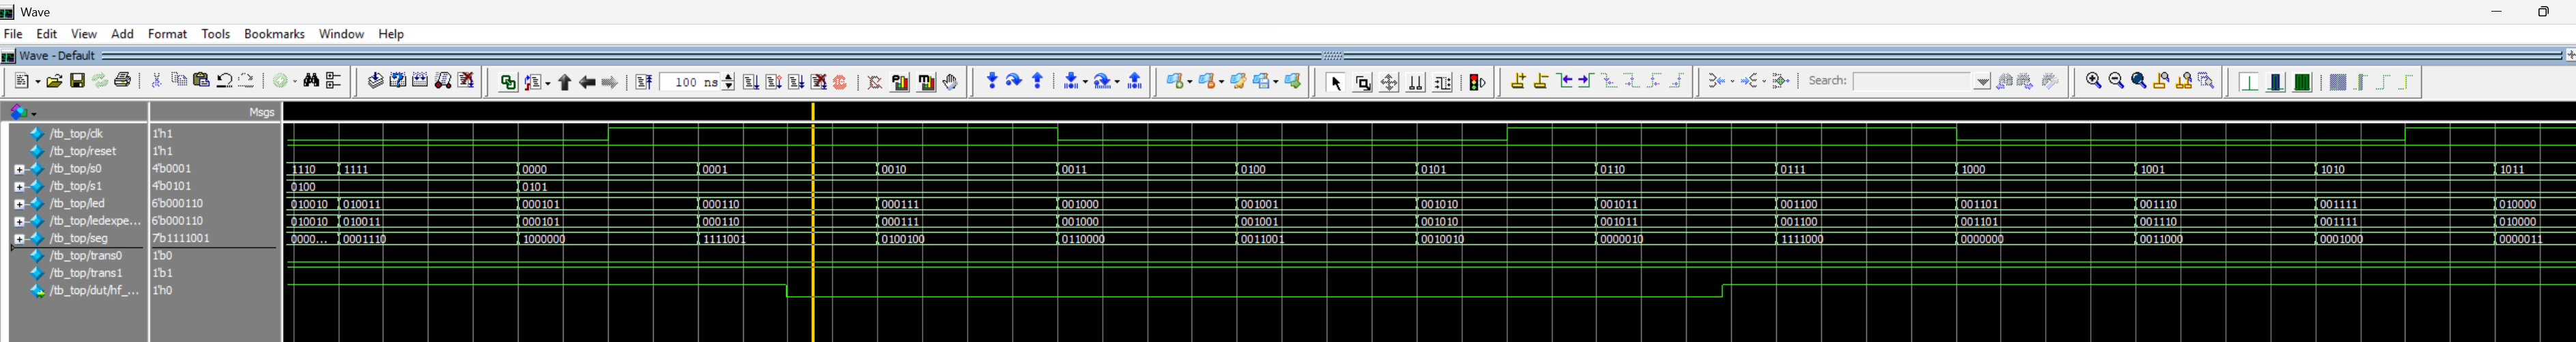 Wave
File Edit View Add Format Tools Bookmarks Window Help
Wave - Default
100 ns Search:
Msgs
/tb_top/clk 1'h1
/tb_top/reset 1'h1
/tb_top/s0 4'b0001 1110 1111 0000 0001 0010 0011 0100 0101 0110 0111 1000 1001 1010 1011
/tb_top/s1 4'b0101 0100 0101
/tb_top/led 6'b000110 010010 010011 000101 000110 000111 001000 001001 001010 001011 001100 001101 001110 001111 010000
/tb_top/ledexpe... 6'b000110 010010 010011 000101 000110 000111 001000 001001 001010 001011 001100 001101 001110 001111 010000
/tb_top/seg 7'b1111001 0000... 0001110 1000000 1111001 0100100 0110000 0011001 0010010 0000010 1111000 0000000 0011000 0001000 0000011
/tb_top/trans0 1'b0
/tb_top/trans1 1'b1
/tb_top/dut/hf_... 1'h0